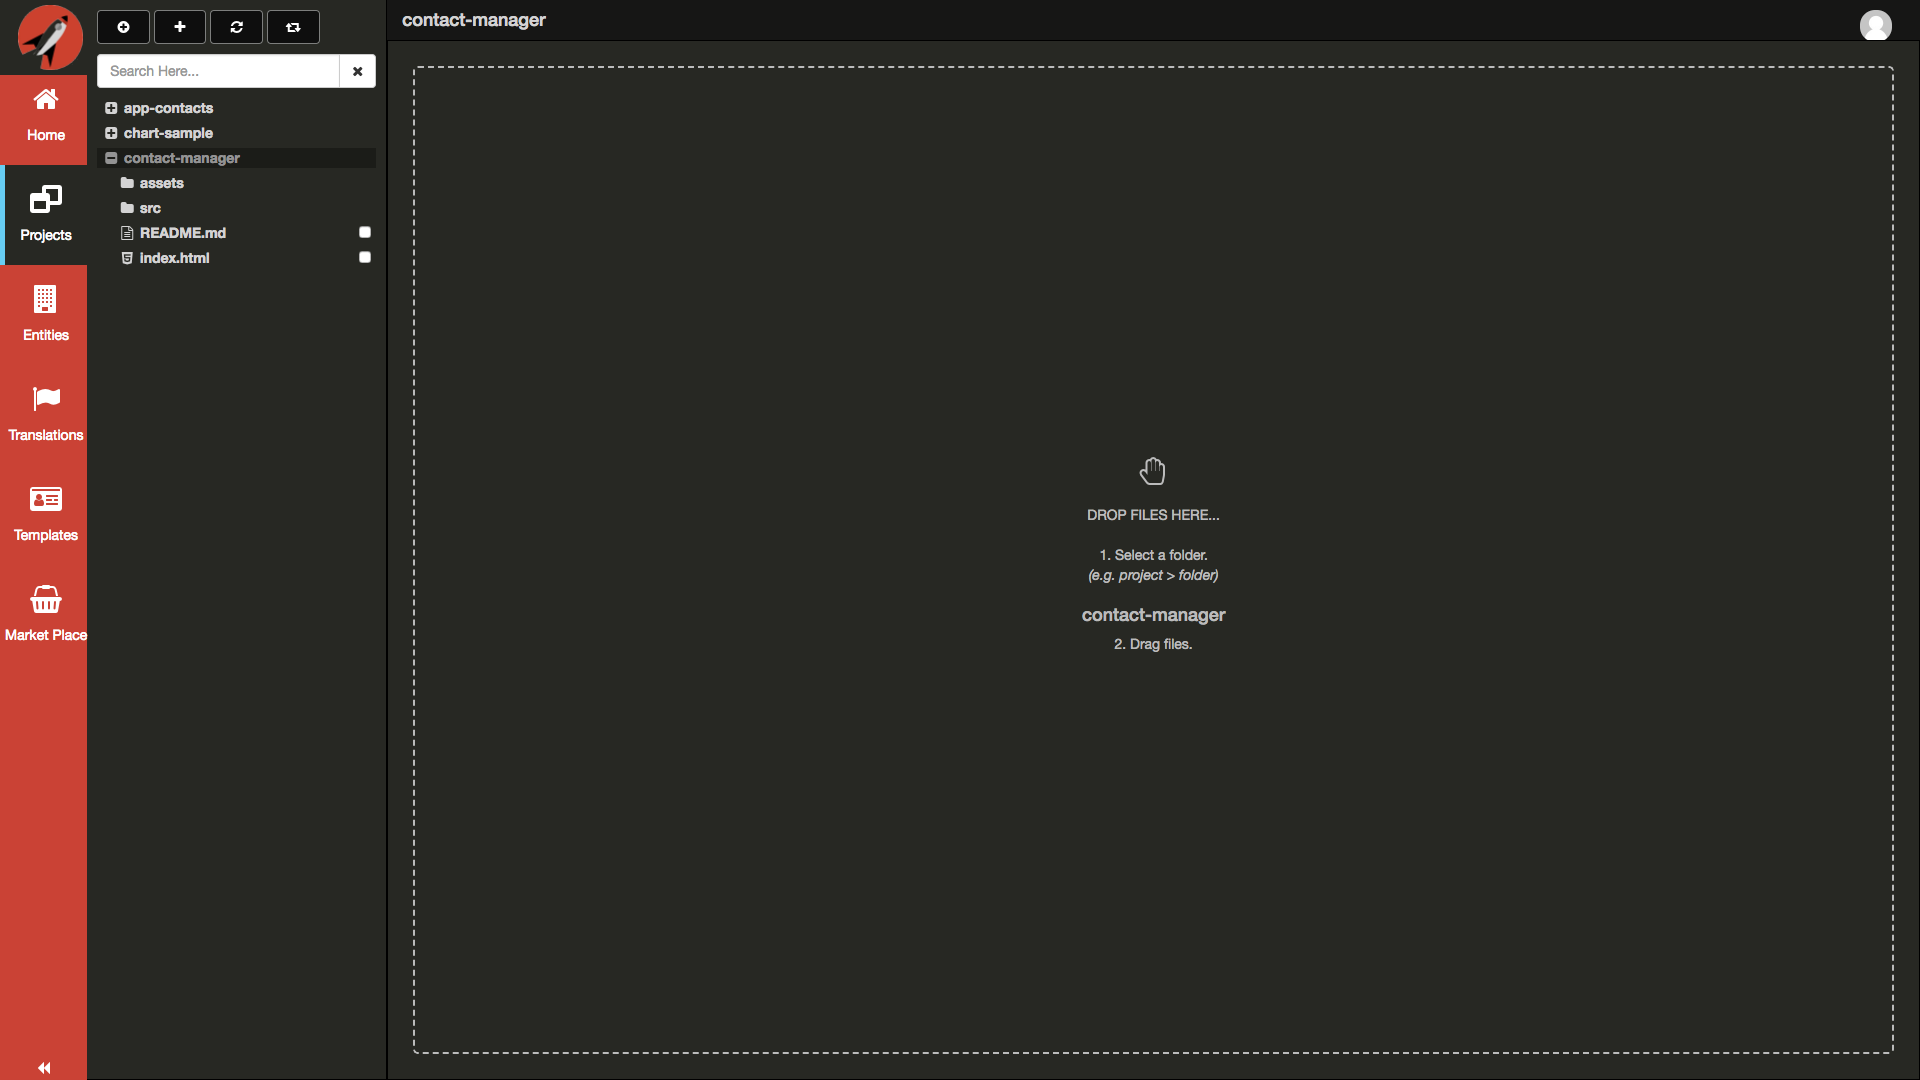 Home
Projects
Entities
Translations
Templates
Market Place
Search Here...
app-contacts
chart-sample
contact-manager
assets
src
README.md
index.html
contact-manager
DROP FILES HERE...
1. Select a folder.
(e.g. project > folder)
contact-manager
2. Drag files.